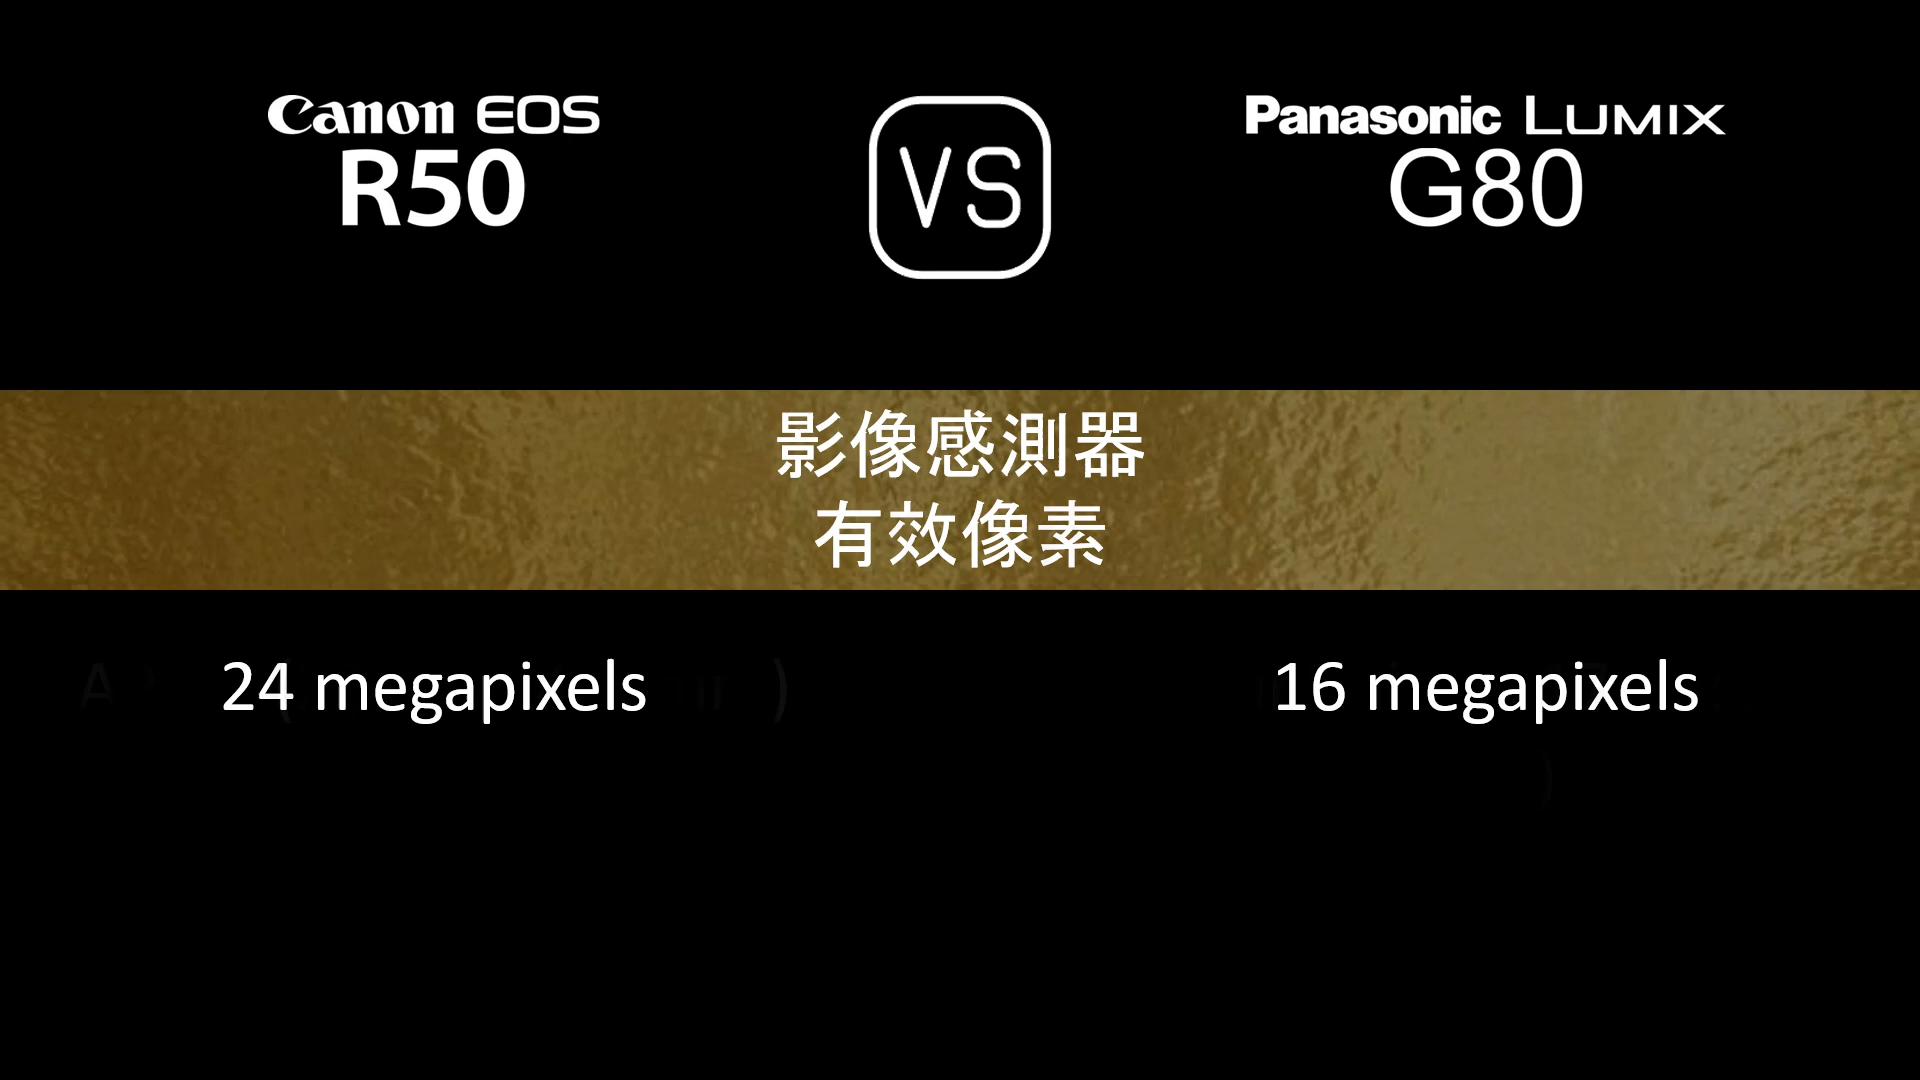 Canon EOS
R50
VS
Panasonic LUMIX
G80
影像感測器
有效像素
24 megapixels
16 megapixels